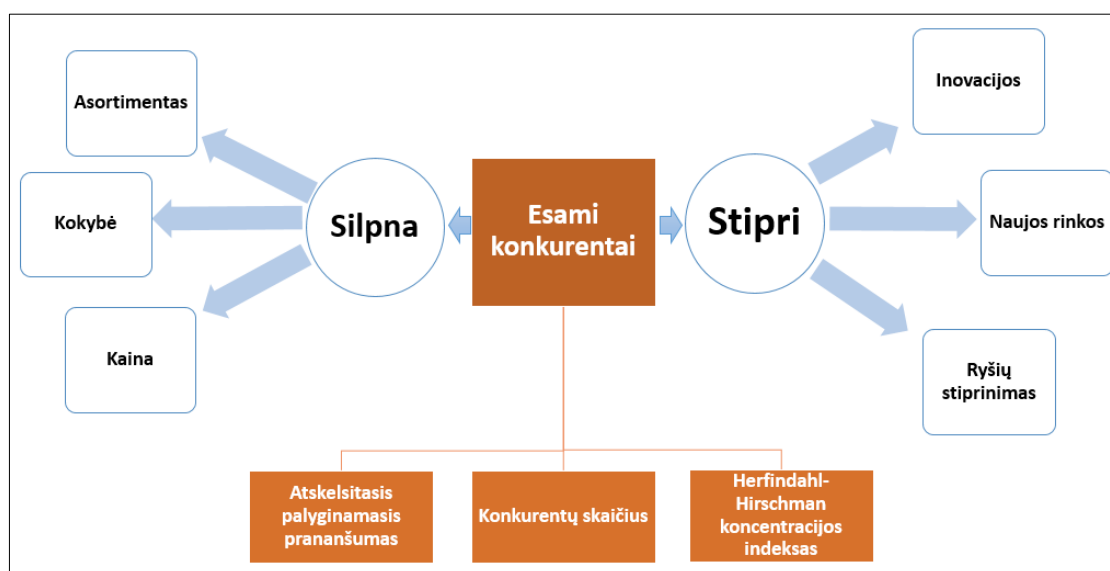 Asortimentas
Kokybė
Kaina
Silpna
Esami
konkurentai
Stipri
Inovacijos
Naujos rinkos
Ryšių
stiprinimas
Atskelsitasis
palyginamasis
prananšumas
Konkurentų skaičius
Herfindahl-
Hirschman
koncentracijos
indeksas